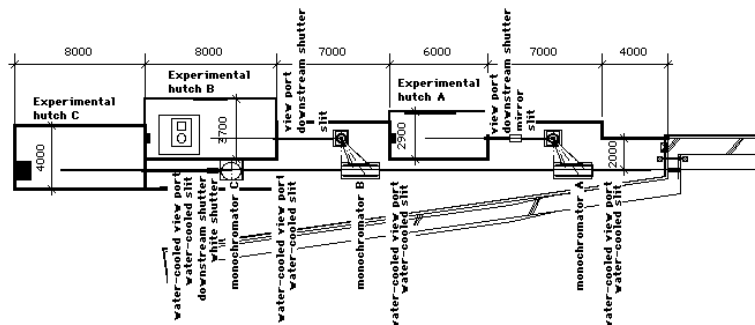 8000
8000
7000
6000
7000
4000
Experimental
hutch C
Experimental
hutch B
Experimental
hutch A
view port
downstream shutter
slit
view port
downstream shutter
mirror
slit
4000
3700
2900
2000
water-cooled view port
water-cooled slit
downstream shutter
white shutter
monochromator C
water-cooled view port
water-cooled slit
monochromator B
water-cooled view port
water-cooled slit
monochromator A
water-cooled view port
water-cooled slit